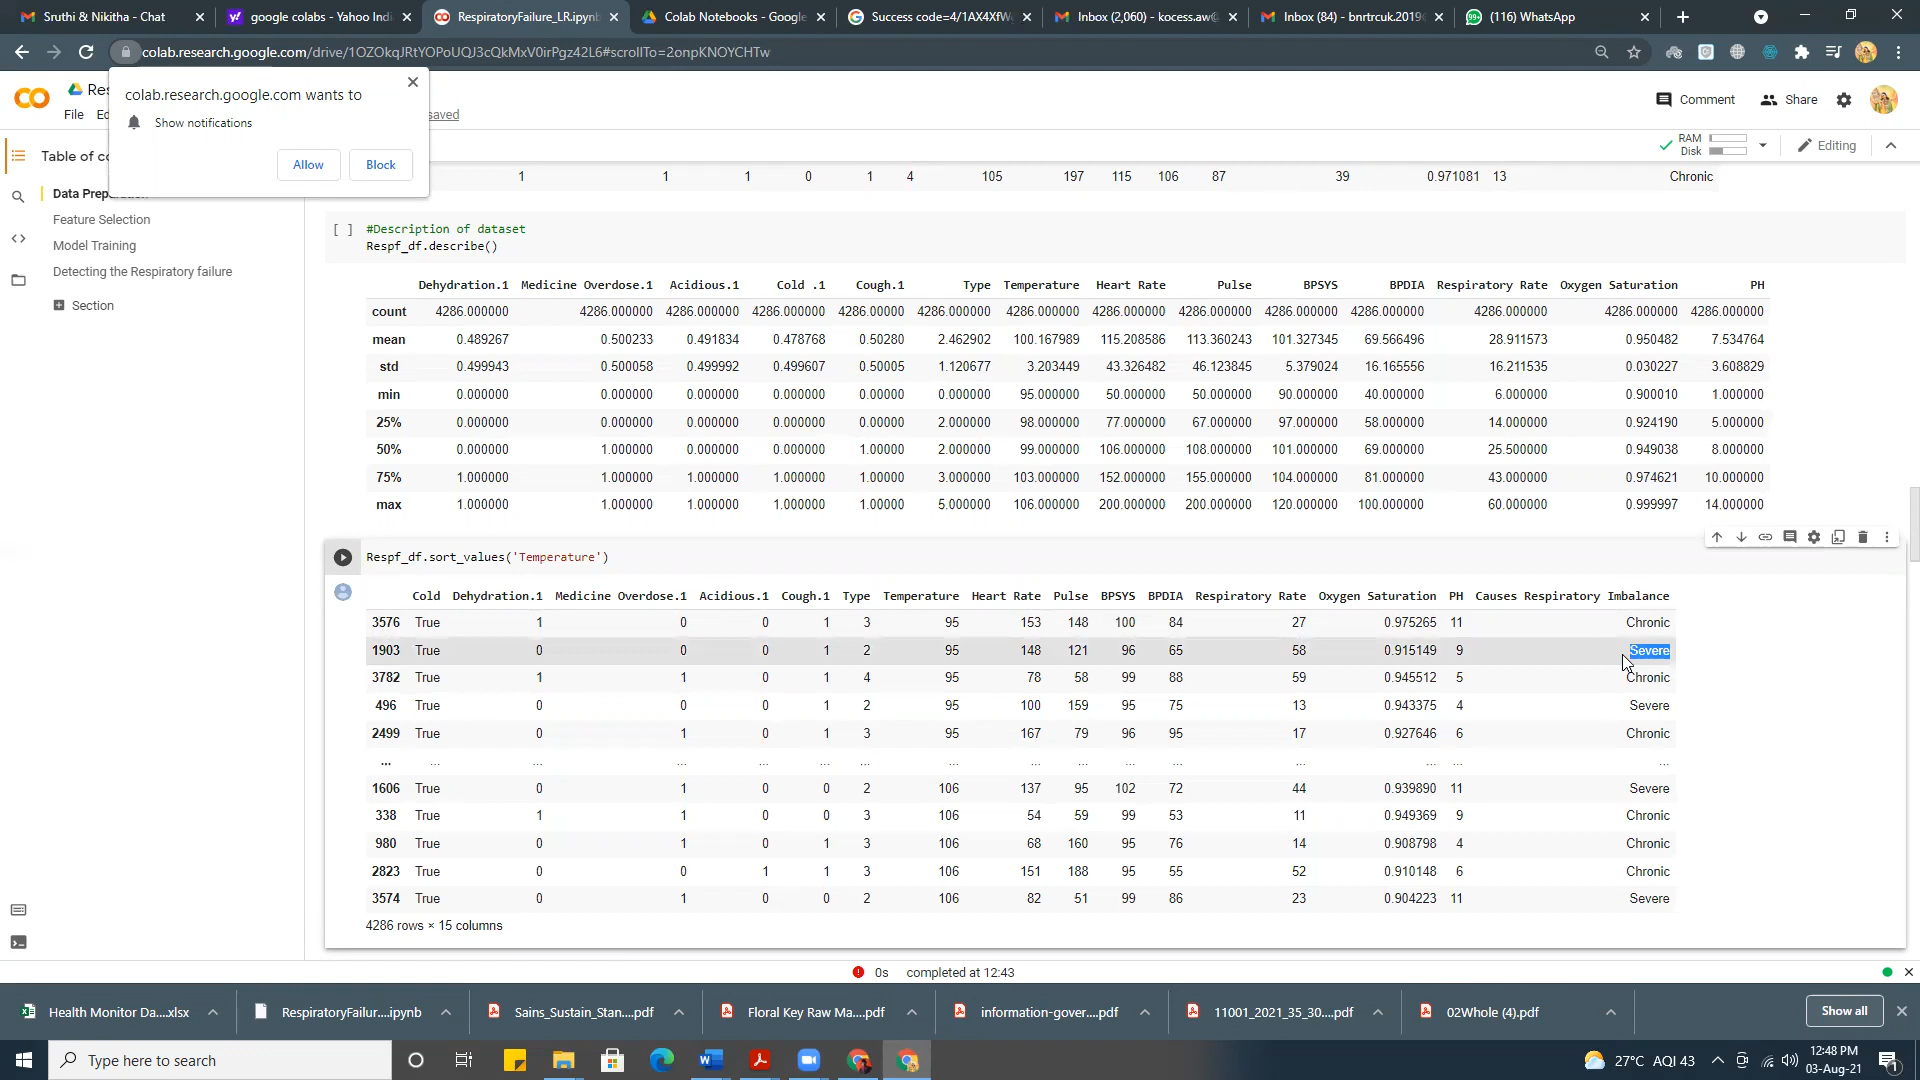 Sruthi & Nikitha - Chat
google colabs - Yahoo Indi
RespiratoryFailure_LR.ipynb
Colab Notebooks - Google
Success code=4/1AX4XfW
Inbox (2,060) - kocess.aw@
Inbox (84) - bnrtrcuk.2019@
(116) WhatsApp
colab.research.google.com/drive/1OZOkqJRtYOPoUQJ3cQkMxV0irPgz42L6#scrollTo=2onpKNOYCHTw
colab.research.google.com wants to
Show notifications
Allow Block
CO Res
File Ed saved
Comment Share
RAM
Disk
Editing
Table of co
Data Prepara
Feature Selection
Model Training
Detecting the Respiratory failure
Section
1 1 1 0 1 4 105 197 115 106 87 39 0.971081 13 Chronic
[ ] #Description of dataset
Respf_df.describe()
Dehydration.1 Medicine Overdose.1 Acidious.1 Cold .1 Cough.1 Type Temperature Heart Rate Pulse BPSYS BPDIA Respiratory Rate Oxygen Saturation PH
count 4286.000000 4286.000000 4286.000000 4286.000000 4286.00000 4286.000000 4286.000000 4286.000000 4286.000000 4286.000000 4286.000000 4286.000000 4286.000000 4286.000000
mean 0.489267 0.500233 0.491834 0.478768 0.50280 2.462902 100.167989 115.208586 113.360243 101.327345 69.566496 28.911573 0.950482 7.534764
std 0.499943 0.500058 0.499992 0.499607 0.50005 1.120677 3.203449 43.326482 46.123845 5.379024 16.165556 16.211535 0.030227 3.608829
min 0.000000 0.000000 0.000000 0.000000 0.00000 0.000000 95.000000 50.000000 50.000000 90.000000 40.000000 6.000000 0.900010 1.000000
25% 0.000000 0.000000 0.000000 0.000000 0.00000 2.000000 98.000000 77.000000 67.000000 97.000000 58.000000 14.000000 0.924190 5.000000
50% 0.000000 1.000000 0.000000 0.000000 1.00000 2.000000 99.000000 106.000000 108.000000 101.000000 69.000000 25.500000 0.949038 8.000000
75% 1.000000 1.000000 1.000000 1.000000 1.00000 3.000000 103.000000 152.000000 155.000000 104.000000 81.000000 43.000000 0.974621 10.000000
max 1.000000 1.000000 1.000000 1.000000 1.00000 5.000000 106.000000 200.000000 200.000000 120.000000 100.000000 60.000000 0.999997 14.000000
Respf_df.sort_values('Temperature')
Cold Dehydration.1 Medicine Overdose.1 Acidious.1 Cough.1 Type Temperature Heart Rate Pulse BPSYS BPDIA Respiratory Rate Oxygen Saturation PH Causes Respiratory Imbalance
3576 True 1 0 0 1 3 95 153 148 100 84 27 0.975265 11 Chronic
1903 True 0 0 0 1 2 95 148 121 96 65 58 0.915149 9 Severe
3782 True 1 1 0 1 4 95 78 58 99 88 59 0.945512 5 Chronic
496 True 0 0 0 1 2 95 100 159 95 75 13 0.943375 4 Severe
2499 True 0 1 0 1 3 95 167 79 96 95 17 0.927646 6 Chronic
... ... ... ... ... ... ... ... ... ... ... ... ... ... ... ...
1606 True 0 1 0 0 2 106 137 95 102 72 44 0.939890 11 Severe
338 True 1 1 0 0 3 106 54 59 99 53 11 0.949369 9 Chronic
980 True 0 1 0 1 3 106 68 160 95 76 14 0.908798 4 Chronic
2823 True 0 0 1 1 3 106 151 188 95 55 52 0.910148 6 Chronic
3574 True 0 1 0 0 2 106 82 51 99 86 23 0.904223 11 Severe
4286 rows × 15 columns
0s completed at 12:43
Health Monitor Da....xlsx
RespiratoryFailur....ipynb
Sains_Sustain_Stan....pdf
Floral Key Raw Ma....pdf
information-gover....pdf
11001_2021_35_30....pdf
02Whole (4).pdf
Show all
Type here to search
27°C AQI 43
12:48 PM
03-Aug-21